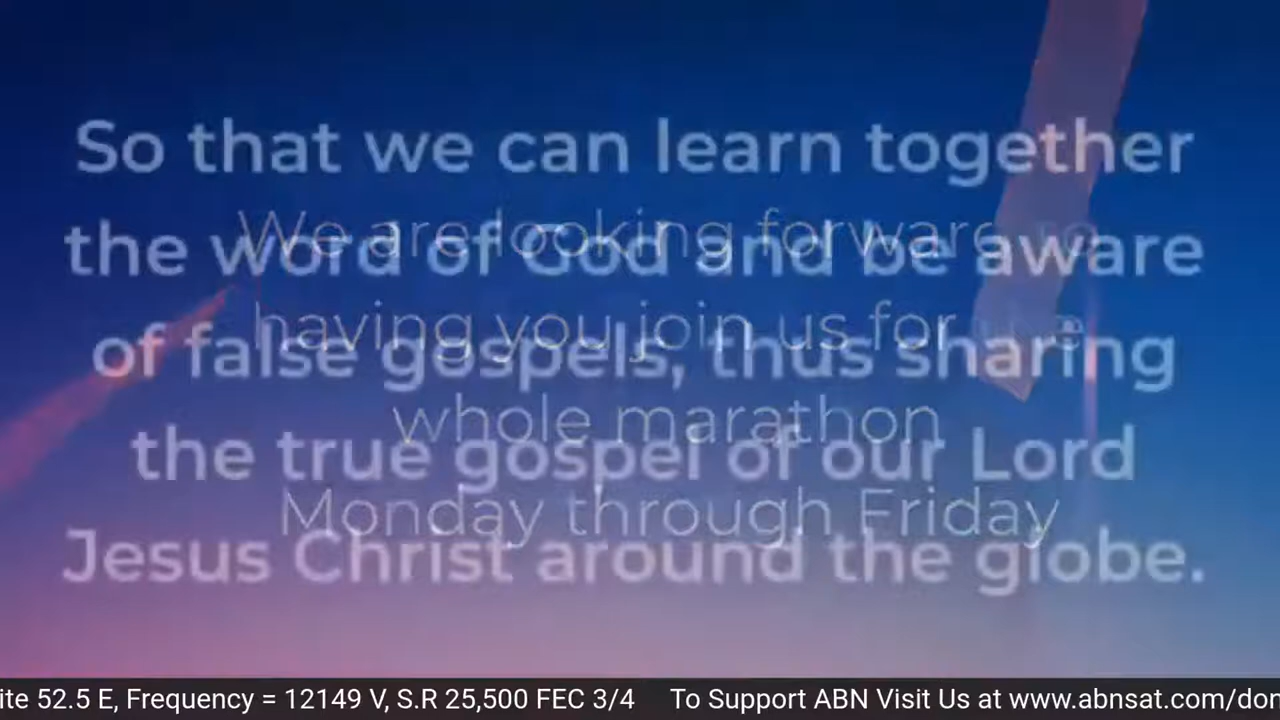 So that we can learn together
the word of God and be aware
of false gospels, thus sharing
the true gospel of our Lord
Jesus Christ around the globe.
We are looking forward to
having you join us for
whole marathon
Monday through Friday
ite 52.5 E, Frequency = 12149 V, S.R 25,500 FEC 3/4 To Support ABN Visit Us at www.abnsat.com/don